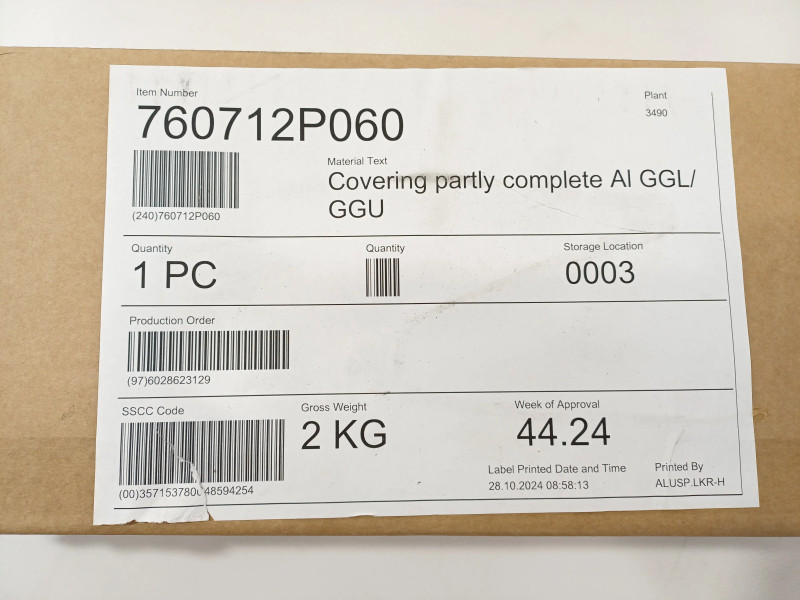 Item Number
760712P060
Plant
3490
(240)760712P060
Material Text
Covering partly complete Al GGL/
GGU
Quantity
1 PC
Quantity
Storage Location
0003
Production Order
(97)6028623129
SSCC Code
Gross Weight
2 KG
Week of Approval
44.24
Label Printed Date and Time
28.10.2024 08:58:13
Printed By
ALUSP.LKR-H